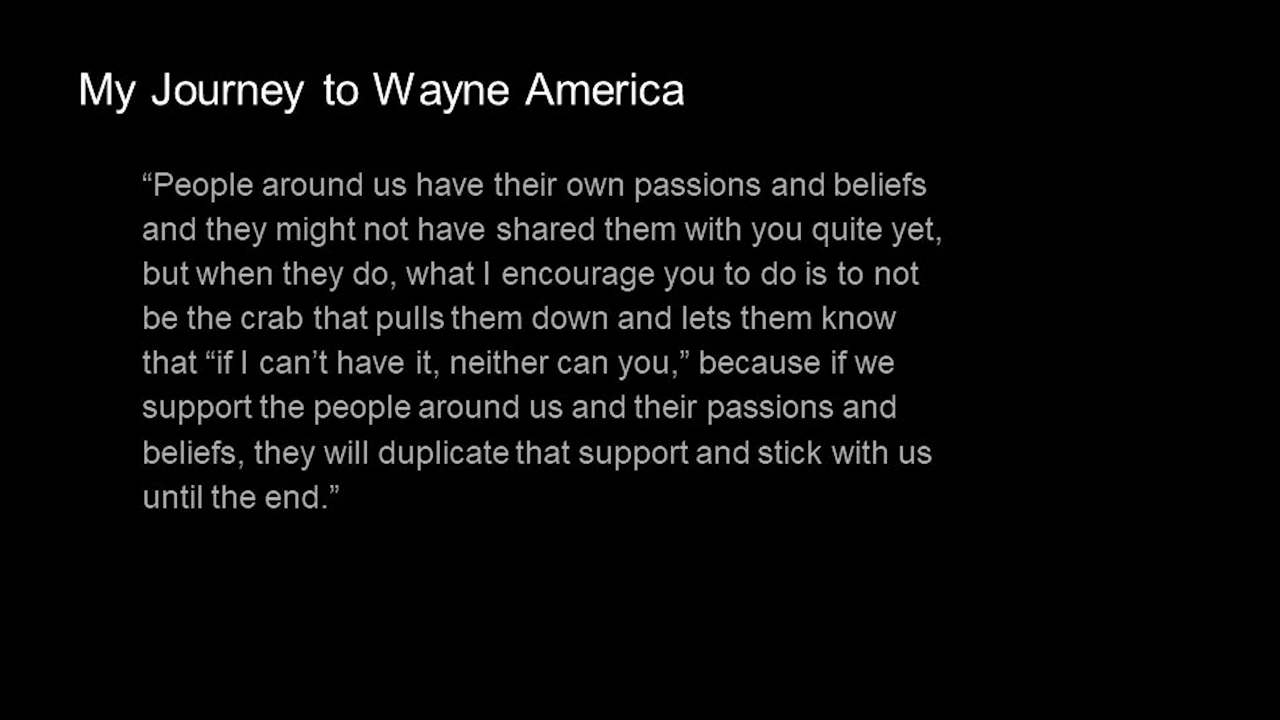 My Journey to Wayne America
“People around us have their own passions and beliefs
and they might not have shared them with you quite yet,
but when they do, what I encourage you to do is to not
be the crab that pulls them down and lets them know
that “if I can’t have it, neither can you,” because if we
support the people around us and their passions and
beliefs, they will duplicate that support and stick with us
until the end.”